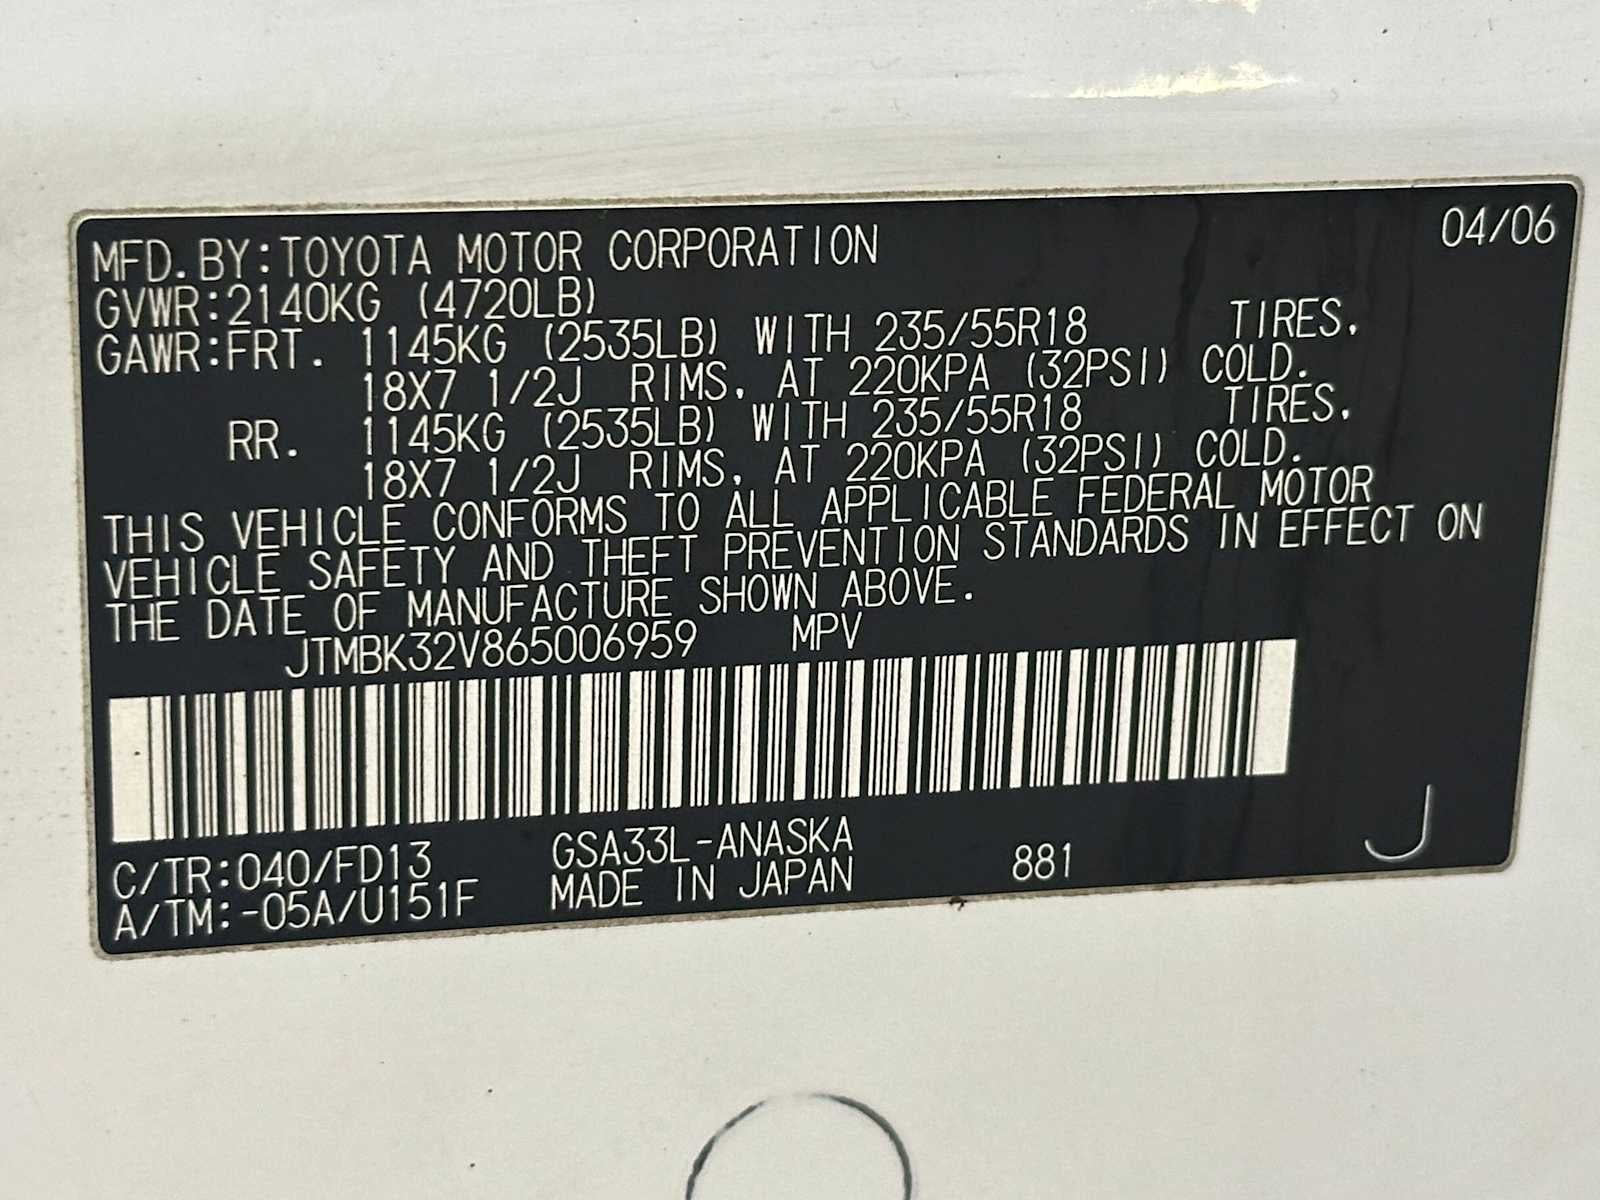 04/06
MFD.BY:TOYOTA MOTOR CORPORATION
GVWR:2140KG (4720LB)
GAWR:FRT. 1145KG (2535LB) WITH 235/55R18 TIRES,
18X7 1/2J RIMS, AT 220KPA (32PSI) COLD.
RR. 1145KG (2535LB) WITH 235/55R18 TIRES,
18X7 1/2J RIMS, AT 220KPA (32PSI) COLD.
THIS VEHICLE CONFORMS TO ALL APPLICABLE FEDERAL MOTOR
VEHICLE SAFETY AND THEFT PREVENTION STANDARDS IN EFFECT ON
THE DATE OF MANUFACTURE SHOWN ABOVE.
JTMBK32V865006959 MPV
C/TR:040/FD13 GSA33L-ANASKA
A/TM:-05A/U151F MADE IN JAPAN 881 J